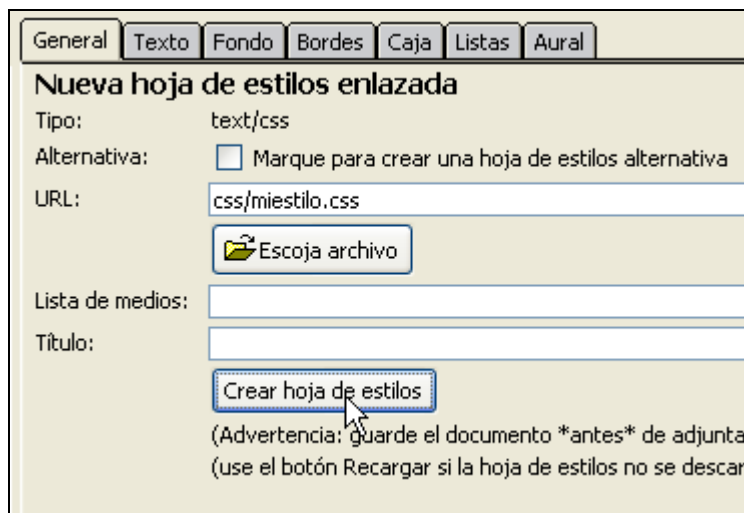 General Texto Fondo Bordes Caja Listas Aural
Nueva hoja de estilos enlazada
Tipo: text/css
Alternativa: Marque para crear una hoja de estilos alternativa
URL: css/miestilo.css
Escoja archivo
Lista de medios:
Título:
Crear hoja de estilos
(Advertencia: guarde el documento *antes* de adjunta
(use el botón Recargar si la hoja de estilos no se descar